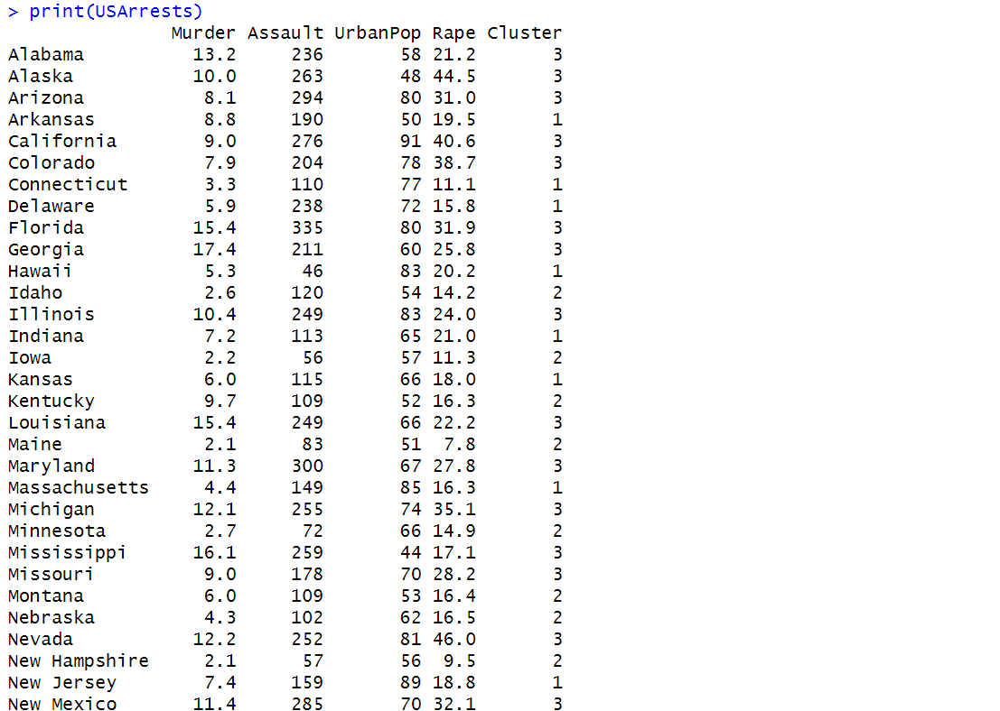 > print(USArrests)
               Murder Assault UrbanPop Rape Cluster
Alabama          13.2     236       58 21.2       3
Alaska           10.0     263       48 44.5       3
Arizona           8.1     294       80 31.0       3
Arkansas          8.8     190       50 19.5       1
California        9.0     276       91 40.6       3
Colorado          7.9     204       78 38.7       3
Connecticut       3.3     110       77 11.1       1
Delaware          5.9     238       72 15.8       1
Florida          15.4     335       80 31.9       3
Georgia          17.4     211       60 25.8       3
Hawaii            5.3      46       83 20.2       1
Idaho             2.6     120       54 14.2       2
Illinois         10.4     249       83 24.0       3
Indiana           7.2     113       65 21.0       1
Iowa              2.2      56       57 11.3       2
Kansas            6.0     115       66 18.0       1
Kentucky          9.7     109       52 16.3       2
Louisiana        15.4     249       66 22.2       3
Maine             2.1      83       51  7.8       2
Maryland         11.3     300       67 27.8       3
Massachusetts     4.4     149       85 16.3       1
Michigan         12.1     255       74 35.1       3
Minnesota         2.7      72       66 14.9       2
Mississippi      16.1     259       44 17.1       3
Missouri          9.0     178       70 28.2       3
Montana           6.0     109       53 16.4       2
Nebraska          4.3     102       62 16.5       2
Nevada           12.2     252       81 46.0       3
New Hampshire     2.1      57       56  9.5       2
New Jersey        7.4     159       89 18.8       1
New Mexico       11.4     285       70 32.1       3